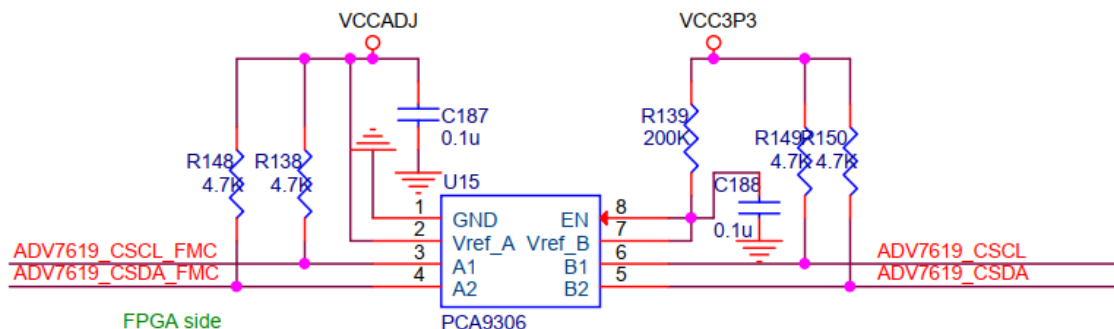 VCCADJ
VCC3P3
C187
0.1u
R139
200K
R148
4.7K
R138
4.7K
R149
4.7K
R150
4.7K
C188
0.1u
U15
1 GND EN 8
2 Vref_A Vref_B 7
3 A1 B1 6
4 A2 B2 5
ADV7619_CSCL_FMC
ADV7619_CSDA_FMC
ADV7619_CSCL
ADV7619_CSDA
FPGA side
PCA9306